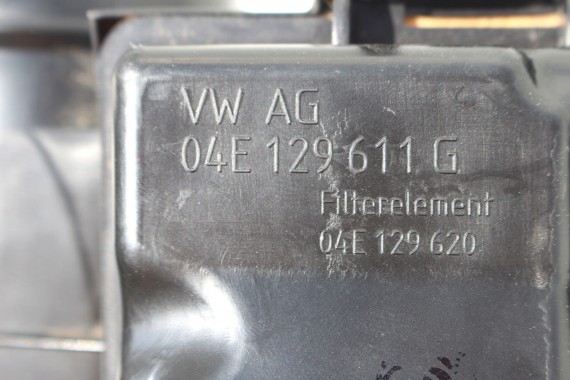 VW AG
04E 129 611 G
Filterelement
04E 129 620